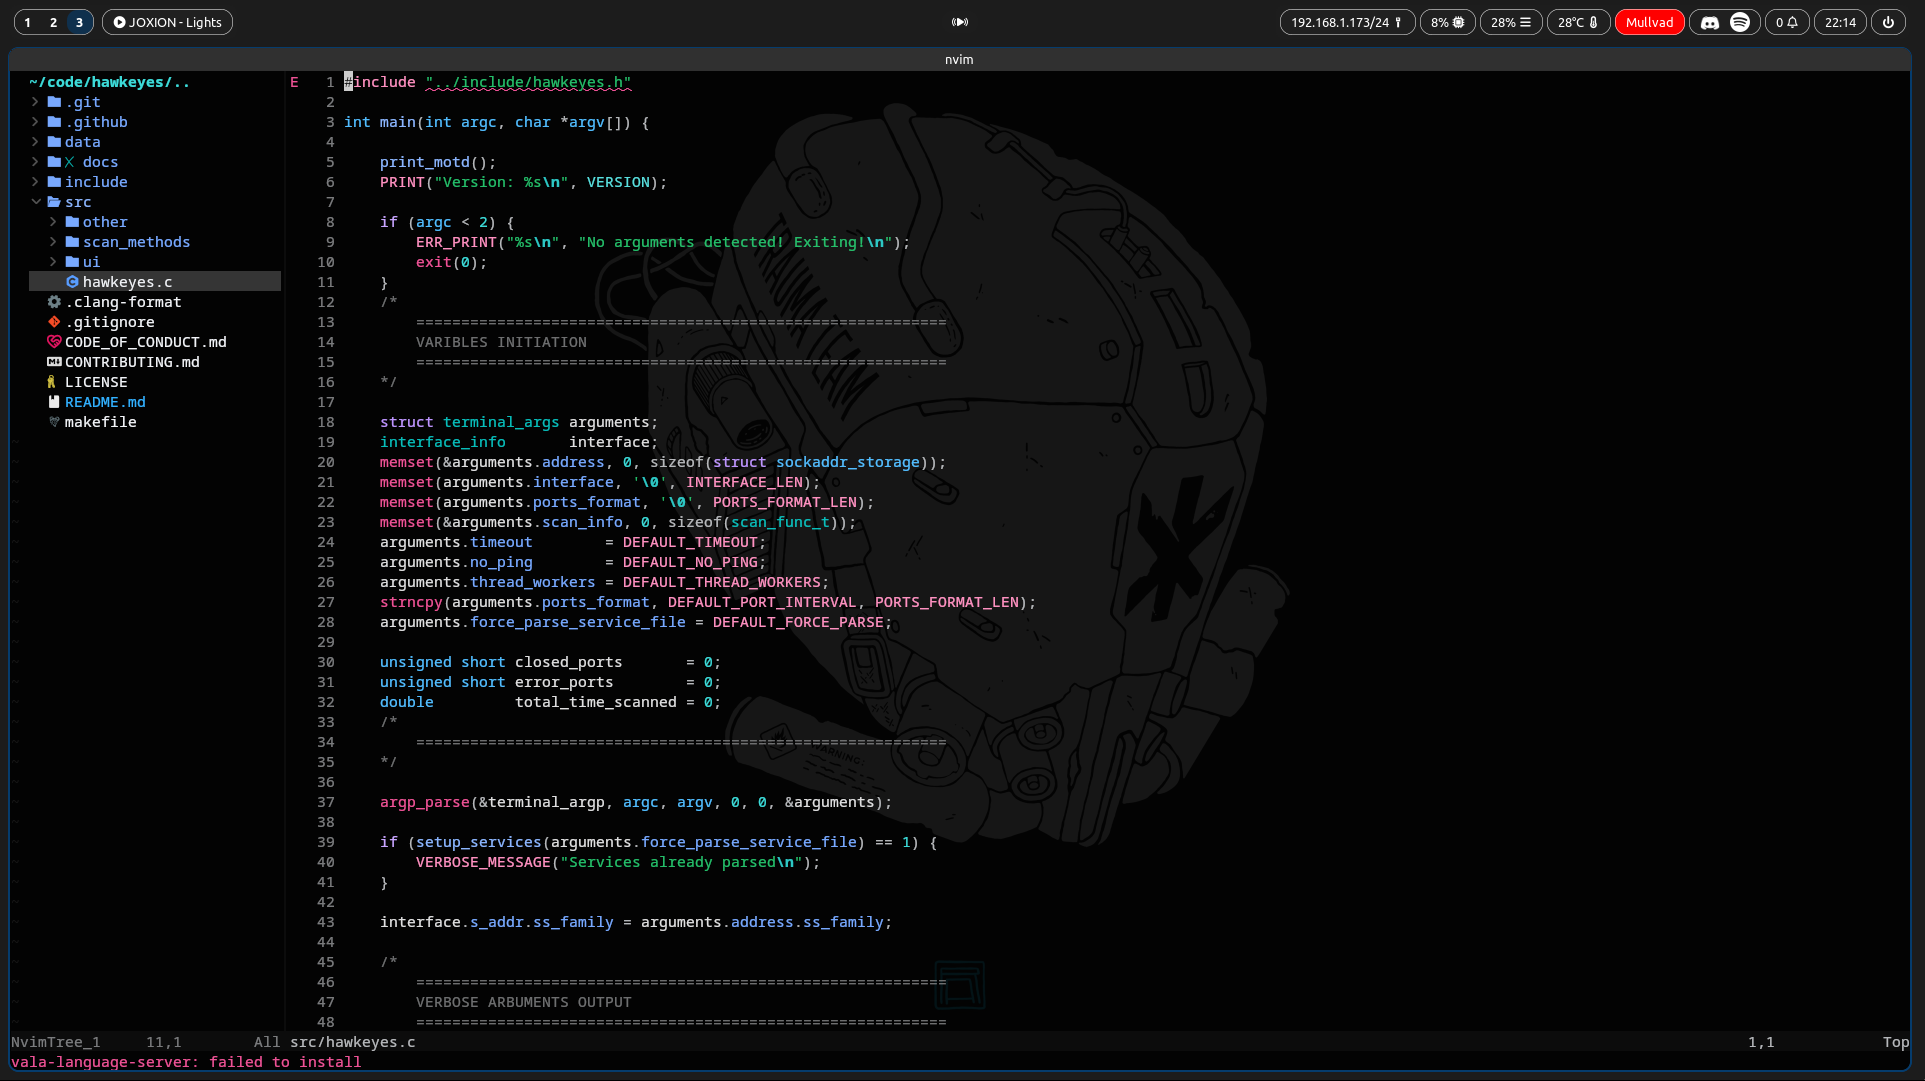 1 2 3 JOXION - Lights 192.168.1.173/24 8% 28% 28°C Mullvad 0 22:14
nvim
~/code/hawkeyes/..
.git
.github
data
X docs
include
src
other
scan_methods
ui
hawkeyes.c
.clang-format
.gitignore
CODE_OF_CONDUCT.md
CONTRIBUTING.md
LICENSE
README.md
makefile
E 1 #include "../include/hawkeyes.h"
2
3 int main(int argc, char *argv[]) {
4
5 print_motd();
6 PRINT("Version: %s\n", VERSION);
7
8 if (argc < 2) {
9 ERR_PRINT("%s\n", "No arguments detected! Exiting!\n");
10 exit(0);
11 }
12 /*
13 ===========================================================
14 VARIBLES INITIATION
15 ===========================================================
16 */
17
18 struct terminal_args arguments;
19 interface_info interface;
20 memset(&arguments.address, 0, sizeof(struct sockaddr_storage));
21 memset(arguments.interface, '\0', INTERFACE_LEN);
22 memset(arguments.ports_format, '\0', PORTS_FORMAT_LEN);
23 memset(&arguments.scan_info, 0, sizeof(scan_func_t));
24 arguments.timeout = DEFAULT_TIMEOUT;
25 arguments.no_ping = DEFAULT_NO_PING;
26 arguments.thread_workers = DEFAULT_THREAD_WORKERS;
27 strncpy(arguments.ports_format, DEFAULT_PORT_INTERVAL, PORTS_FORMAT_LEN);
28 arguments.force_parse_service_file = DEFAULT_FORCE_PARSE;
29
30 unsigned short closed_ports = 0;
31 unsigned short error_ports = 0;
32 double total_time_scanned = 0;
33 /*
34 ===========================================================
35 */
36
37 argp_parse(&terminal_argp, argc, argv, 0, 0, &arguments);
38
39 if (setup_services(arguments.force_parse_service_file) == 1) {
40 VERBOSE_MESSAGE("Services already parsed\n");
41 }
42
43 interface.s_addr.ss_family = arguments.address.ss_family;
44
45 /*
46 ===========================================================
47 VERBOSE ARBUMENTS OUTPUT
48 ===========================================================
WARNING:
NvimTree_1 11,1 All src/hawkeyes.c 1,1 Top
vala-language-server: failed to install